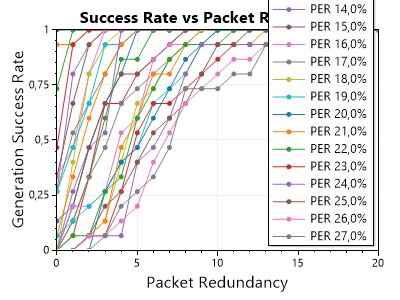 Success Rate vs Packet R
Generation Success Rate
1
0,75
0,5
0,25
0
0
5
10
15
20
Packet Redundancy
PER 14,0%
PER 15,0%
PER 16,0%
PER 17,0%
PER 18,0%
PER 19,0%
PER 20,0%
PER 21,0%
PER 22,0%
PER 23,0%
PER 24,0%
PER 25,0%
PER 26,0%
PER 27,0%